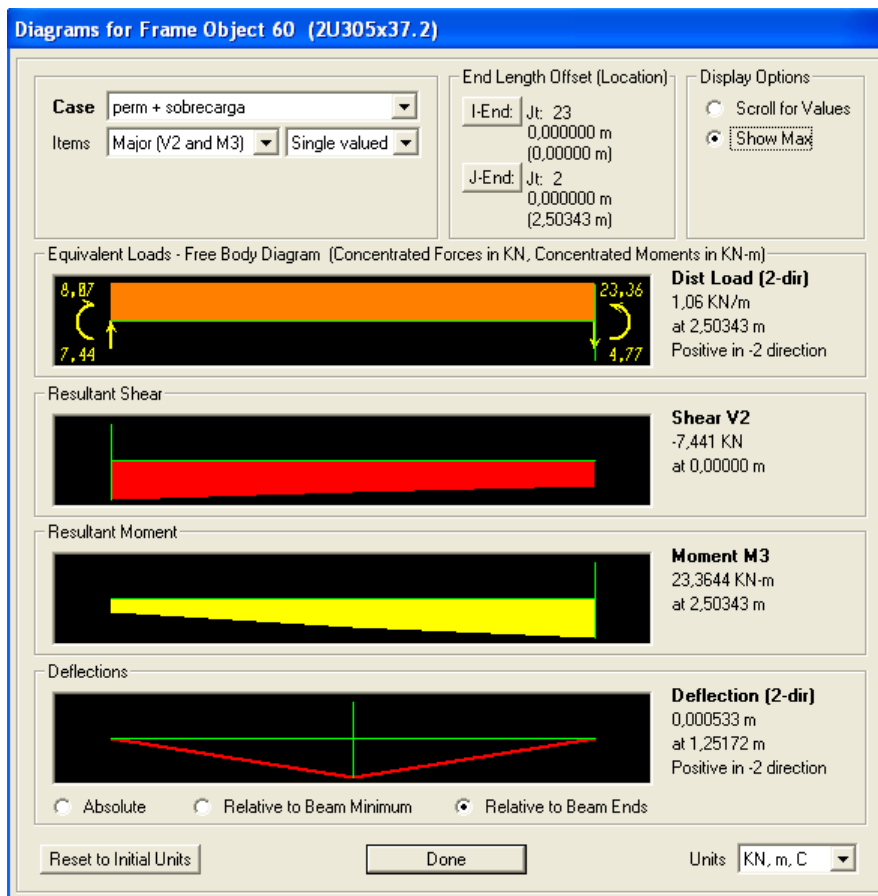 Diagrams for Frame Object 60 (2U305x37.2)
End Length Offset (Location)
Display Options
Case perm + sobrecarga
Items Major (V2 and M3) Single valued
I-End: Jt: 23
0,000000 m
(0,00000 m)
J-End: Jt: 2
0,000000 m
(2,50343 m)
Scroll for Values
Show Max
Equivalent Loads - Free Body Diagram (Concentrated Forces in KN, Concentrated Moments in KN-m)
8,07 23,36
7,44 4,77
Dist Load (2-dir)
1,06 KN/m
at 2,50343 m
Positive in -2 direction
Resultant Shear
Shear V2
-7,441 KN
at 0,00000 m
Resultant Moment
Moment M3
23,3644 KN-m
at 2,50343 m
Deflections
Deflection (2-dir)
0,000533 m
at 1,25172 m
Positive in -2 direction
Absolute Relative to Beam Minimum Relative to Beam Ends
Reset to Initial Units Done Units KN, m, C